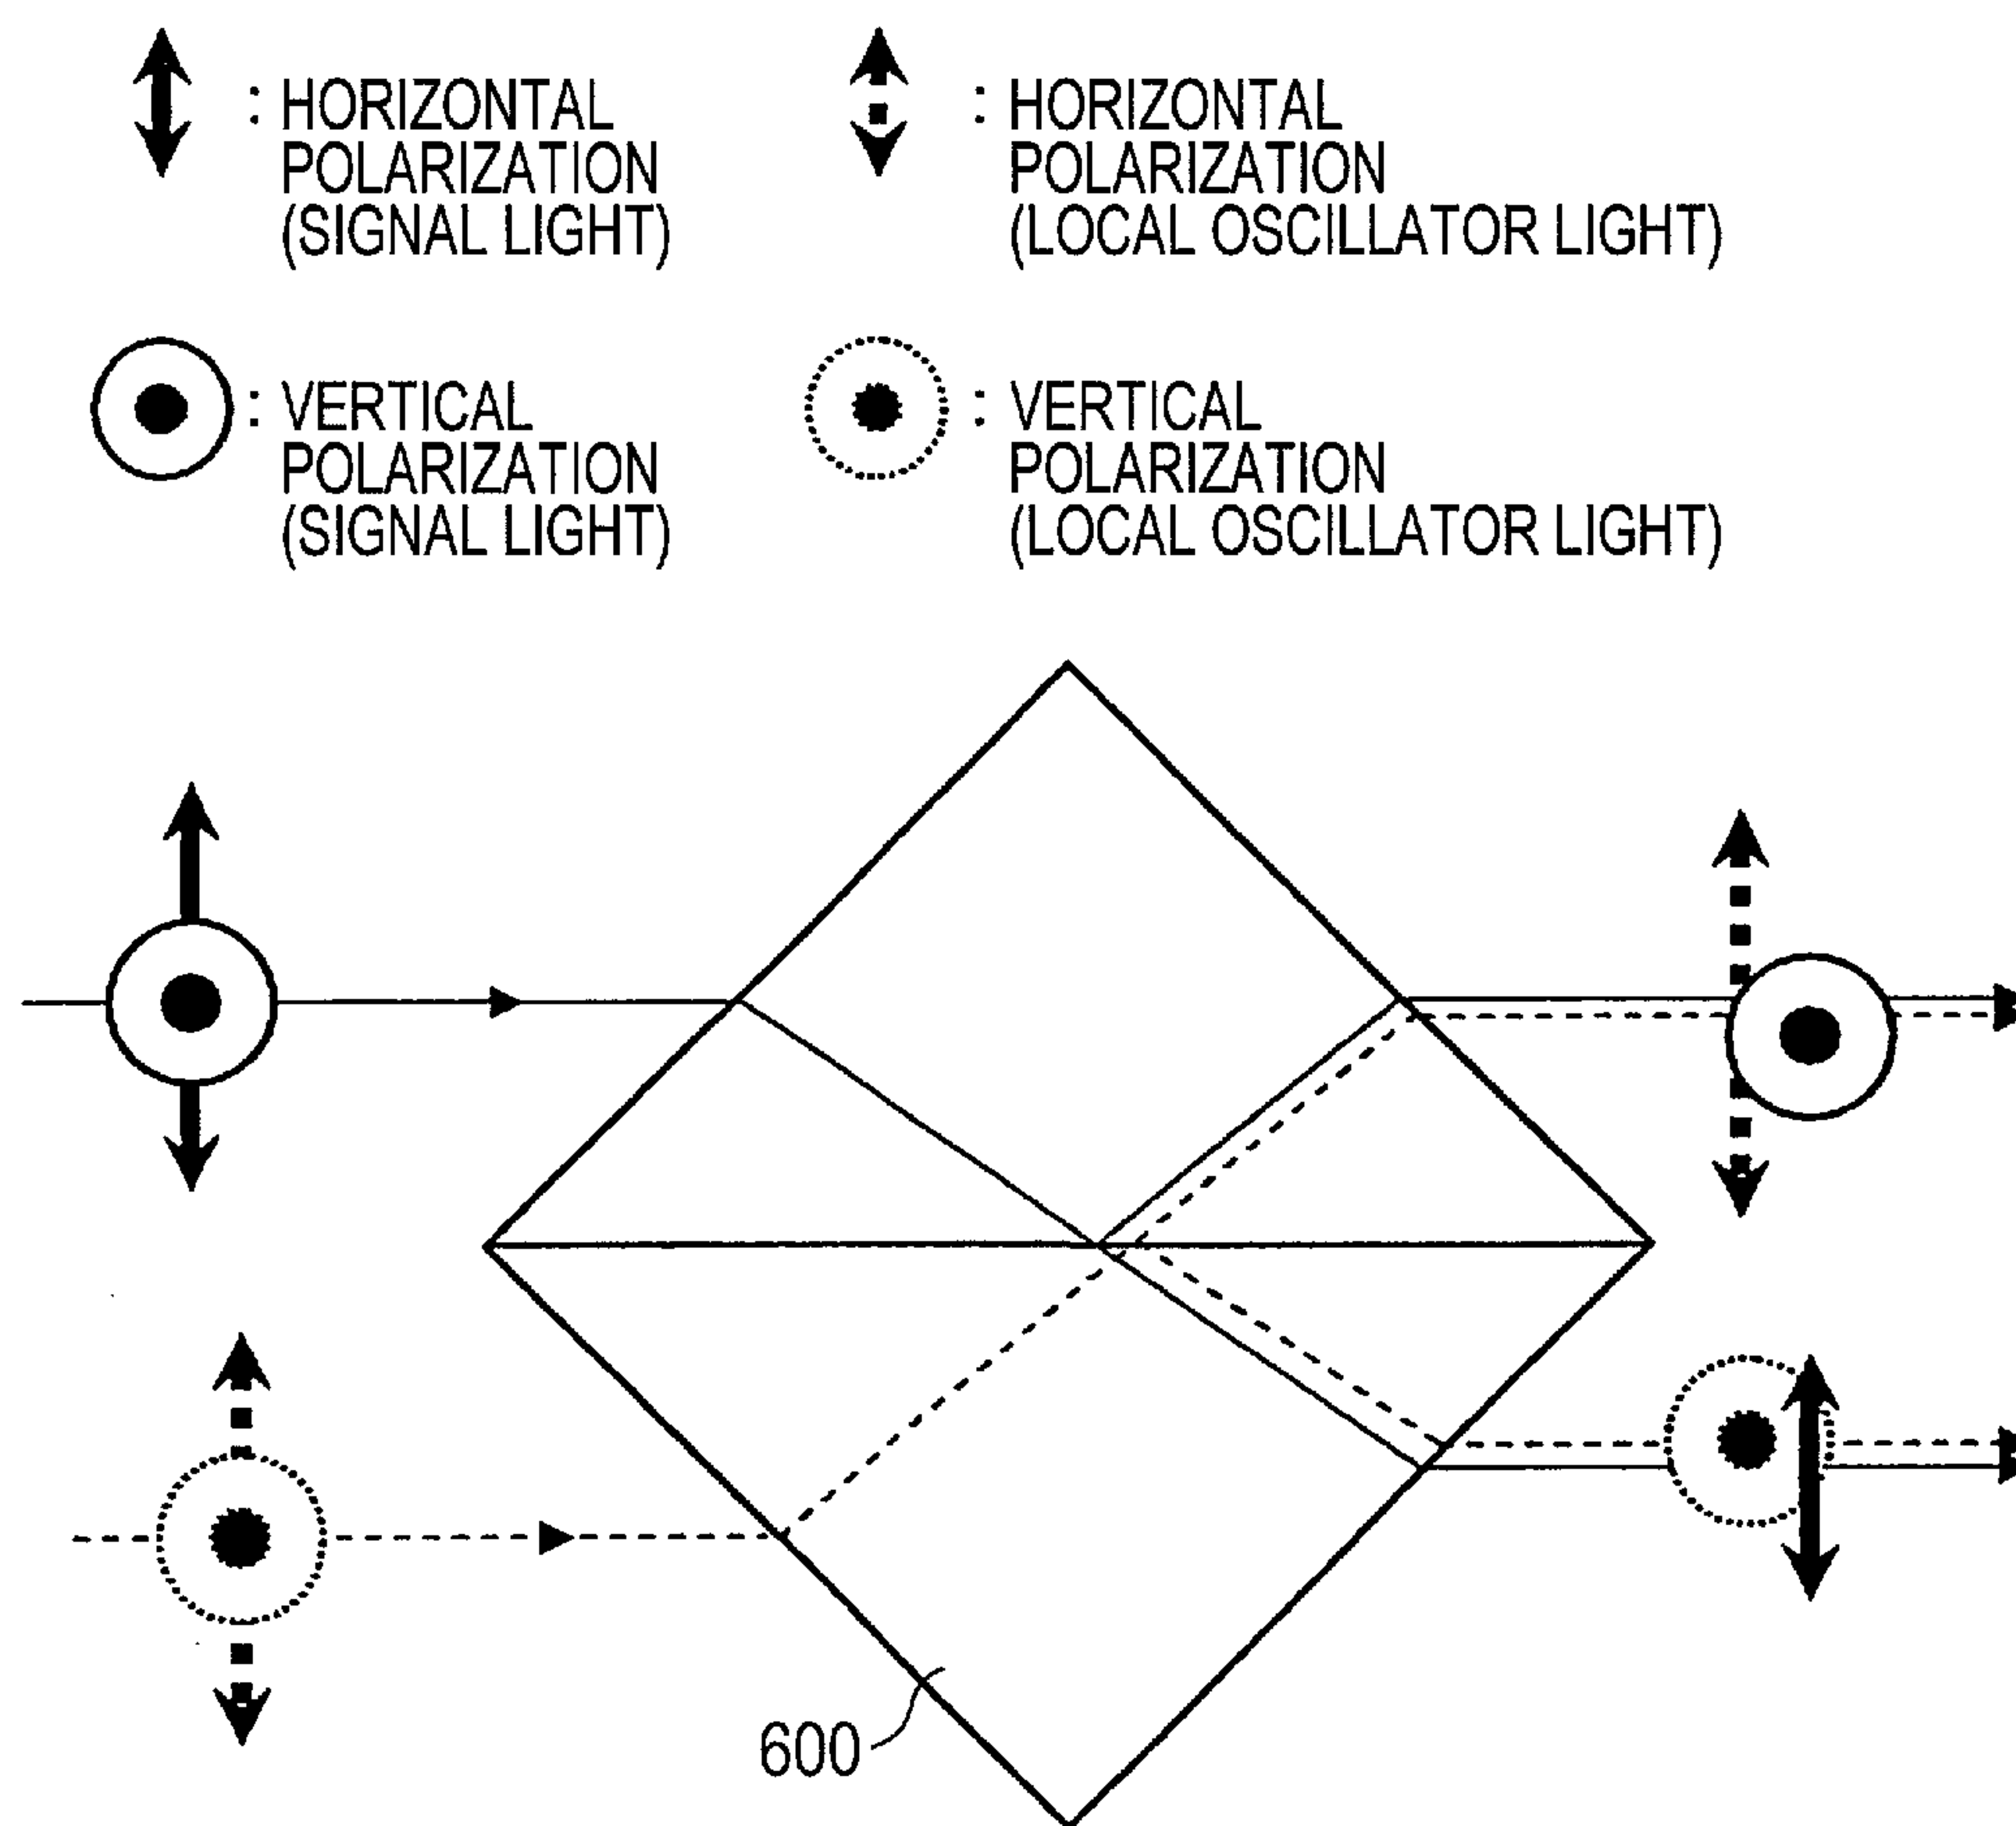 : HORIZONTAL
POLARIZATION
(SIGNAL LIGHT)
: HORIZONTAL
POLARIZATION
(LOCAL OSCILLATOR LIGHT)
: VERTICAL
POLARIZATION
(SIGNAL LIGHT)
: VERTICAL
POLARIZATION
(LOCAL OSCILLATOR LIGHT)
600